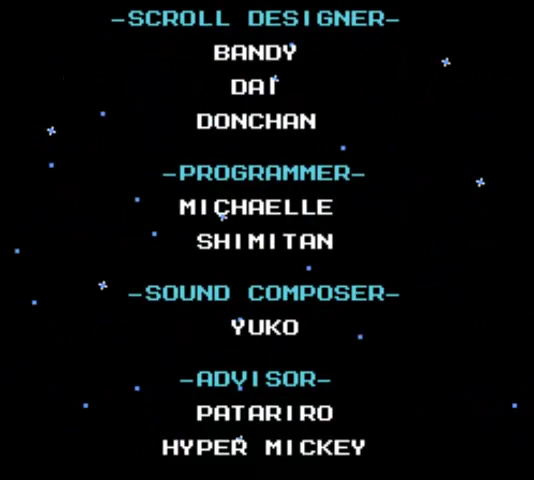 -SCROLL DESIGNER-
BANDY
DAI
DONCHAN
-PROGRAMMER-
MICHAELLE
SHIMITAN
-SOUND COMPOSER-
YUKO
-ADVISOR-
PATARIRO
HYPER MICKEY